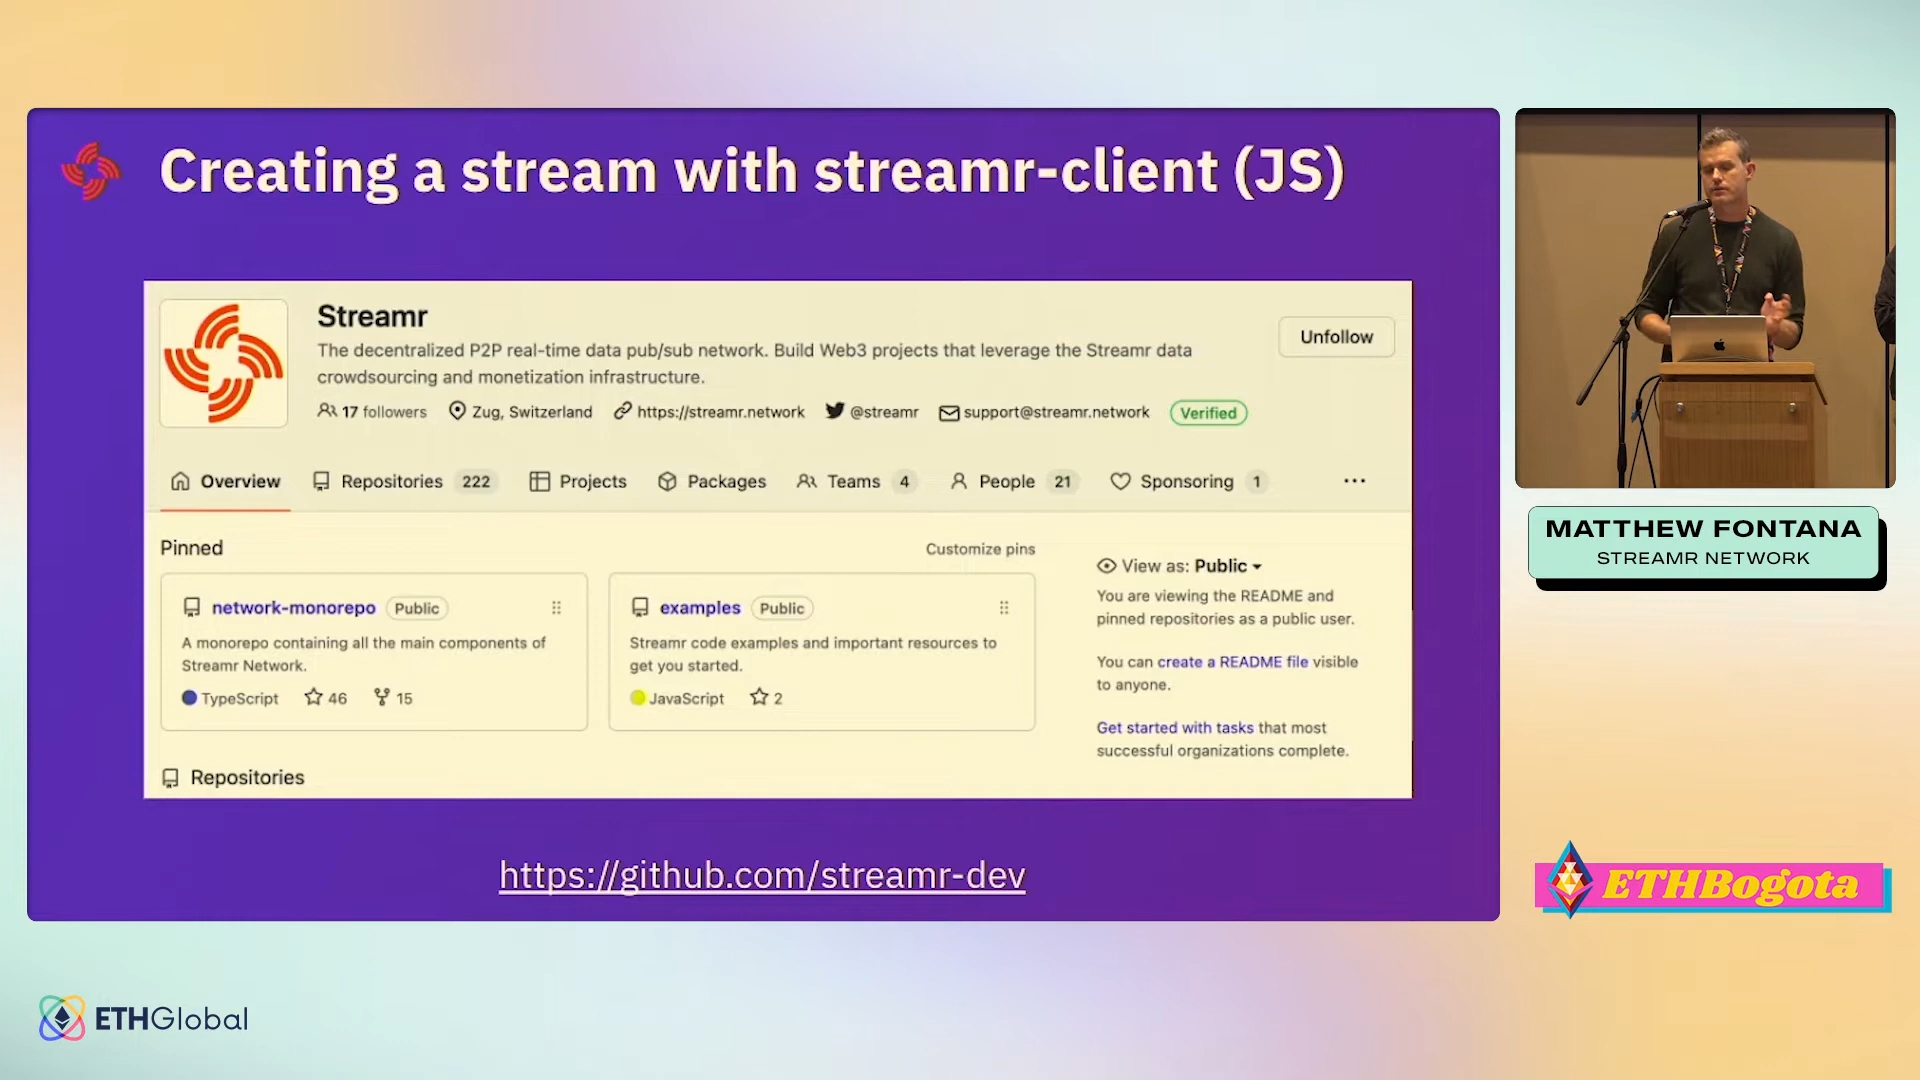 Creating a stream with streamr-client (JS)
Streamr
The decentralized P2P real-time data pub/sub network. Build Web3 projects that leverage the Streamr data
crowdsourcing and monetization infrastructure.
17 followers Zug, Switzerland https://streamr.network @streamr support@streamr.network Verified
Unfollow
Overview Repositories 222 Projects Packages Teams 4 People 21 Sponsoring 1 ...
Pinned
Customize pins
network-monorepo Public
A monorepo containing all the main components of
Streamr Network.
TypeScript 46 15
examples Public
Streamr code examples and important resources to
get you started.
JavaScript 2
View as: Public
You are viewing the README and
pinned repositories as a public user.
You can create a README file visible
to anyone.
Get started with tasks that most
successful organizations complete.
Repositories
https://github.com/streamr-dev
MATTHEW FONTANA
STREAMR NETWORK
ETHBogota
ETHGlobal